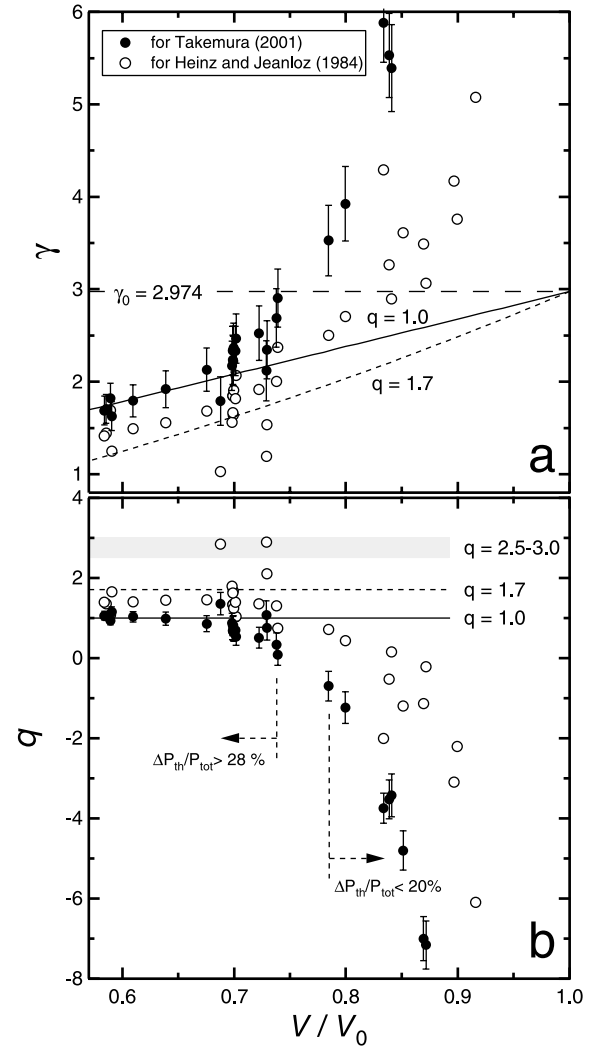 6
for Takemura (2001)
for Heinz and Jeanloz (1984)
5
4
γ
3
γ0 = 2.974
q = 1.0
2
q = 1.7
1
a
4
q = 2.5-3.0
2
q = 1.7
q = 1.0
0
q
-2
ΔPth/Ptot> 28 %
-4
ΔPth/Ptot< 20%
-6
b
-8
0.6 0.7 0.8 0.9 1.0
V / V0